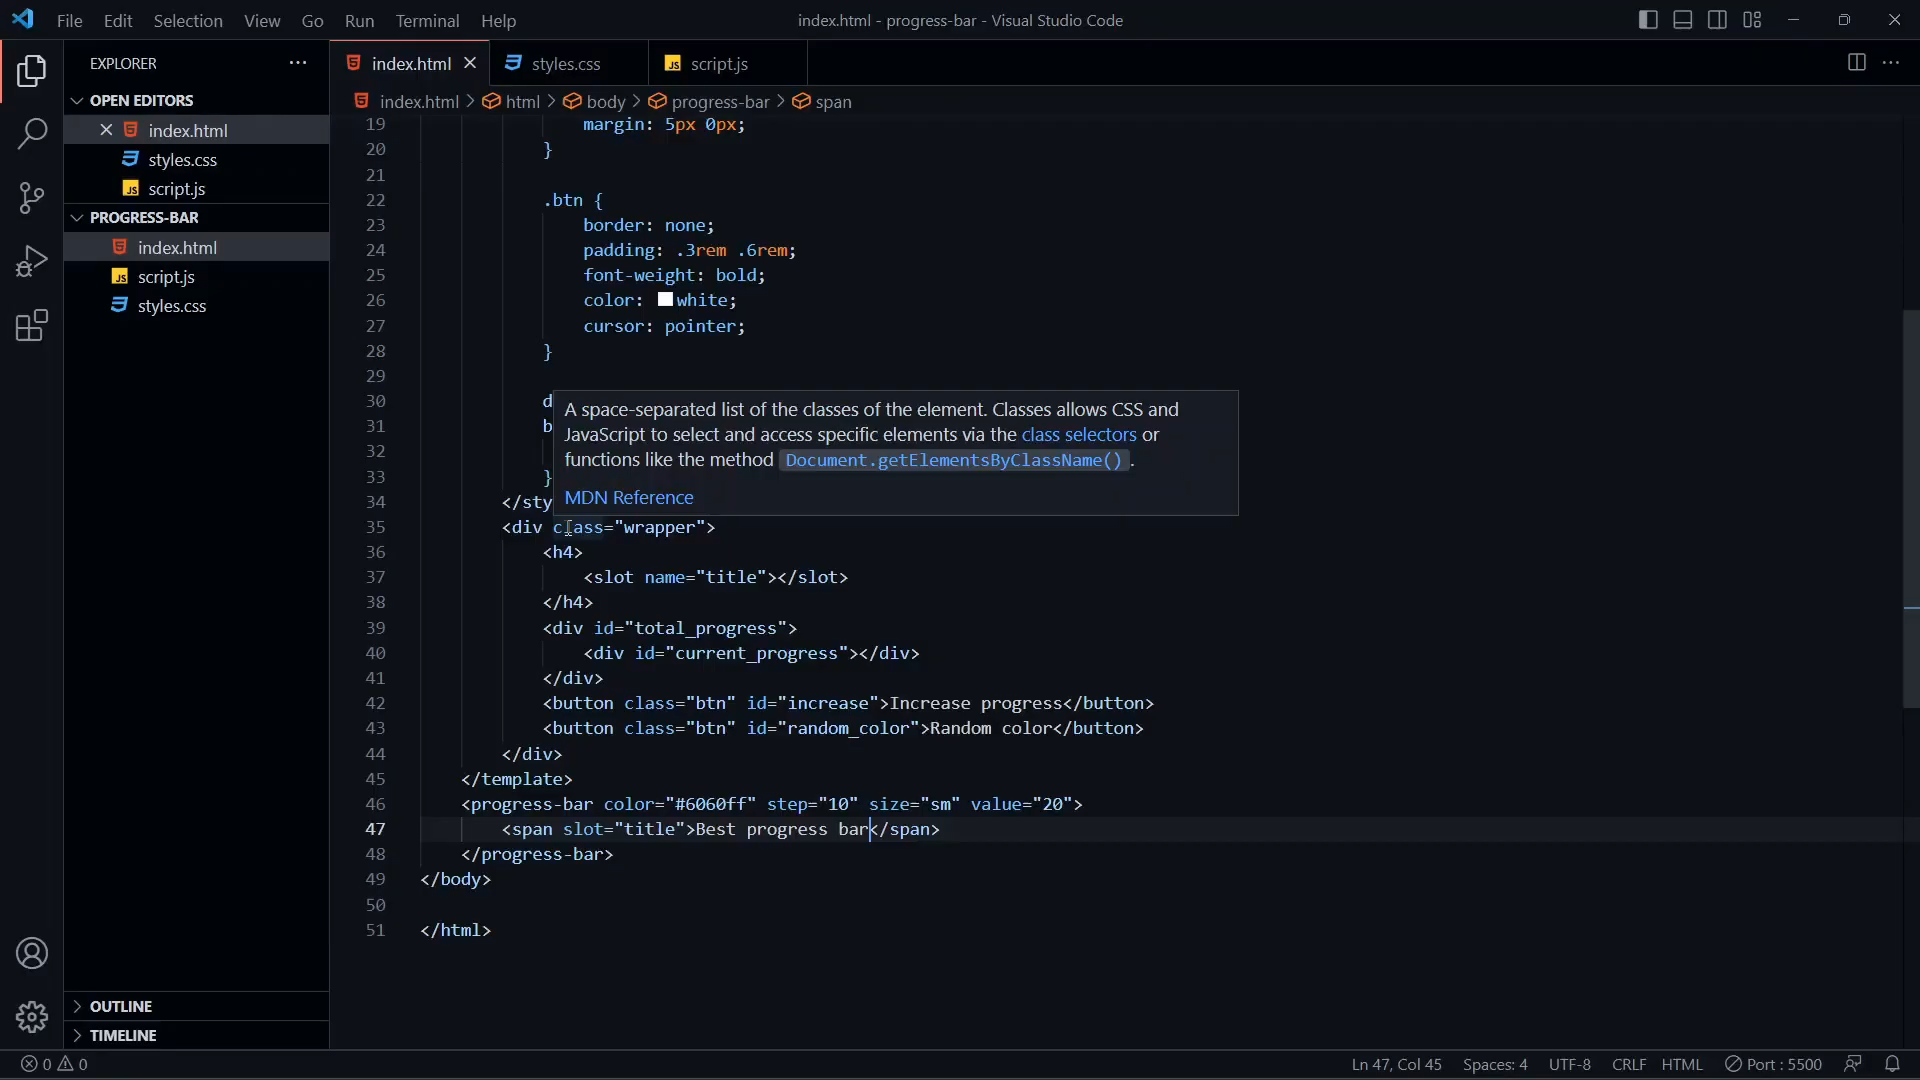 File Edit Selection View Go Run Terminal Help
index.html - progress-bar - Visual Studio Code
EXPLORER
OPEN EDITORS
index.html
styles.css
script.js
PROGRESS-BAR
index.html
script.js
styles.css
OUTLINE
TIMELINE
index.html styles.css script.js
index.html > html > body > progress-bar > span
19 margin: 5px 0px;
20 }
21
22 .btn {
23 border: none;
24 padding: .3rem .6rem;
25 font-weight: bold;
26 color: white;
27 cursor: pointer;
28 }
29
30 d
31 b
32
33 }
34 </sty
A space-separated list of the classes of the element. Classes allows CSS and
JavaScript to select and access specific elements via the class selectors or
functions like the method Document.getElementsByClassName().
MDN Reference
35 <div class="wrapper">
36 <h4>
37 <slot name="title"></slot>
38 </h4>
39 <div id="total_progress">
40 <div id="current_progress"></div>
41 </div>
42 <button class="btn" id="increase">Increase progress</button>
43 <button class="btn" id="random_color">Random color</button>
44 </div>
45 </template>
46 <progress-bar color="#6060ff" step="10" size="sm" value="20">
47 <span slot="title">Best progress bar</span>
48 </progress-bar>
49 </body>
50
51 </html>
0 0
Ln 47, Col 45 Spaces: 4 UTF-8 CRLF HTML Port : 5500